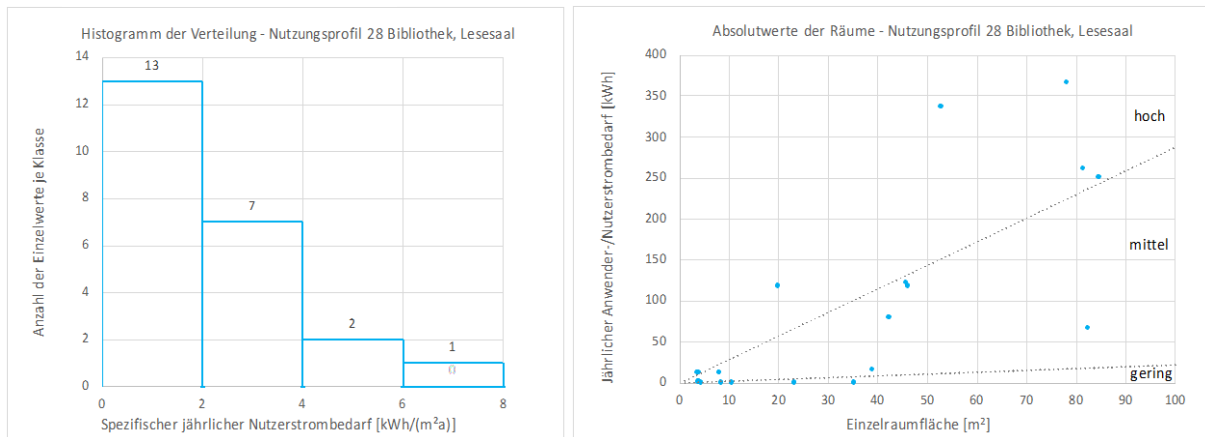 Histogramm der Verteilung - Nutzungsprofil 28 Bibliothek, Lesesaal
Anzahl der Einzelwerte je Klasse
14
12
10
8
6
4
2
0
13
7
2
1
0
0 2 4 6 8
Spezifischer jährlicher Nutzerstrombedarf [kWh/(m²a)]
Absolutwerte der Räume - Nutzungsprofil 28 Bibliothek, Lesesaal
Jährlicher Anwender-/Nutzerstrombedarf [kWh]
400
350
300
250
200
150
100
50
0
hoch
mittel
gering
0 10 20 30 40 50 60 70 80 90 100
Einzelraumfläche [m²]